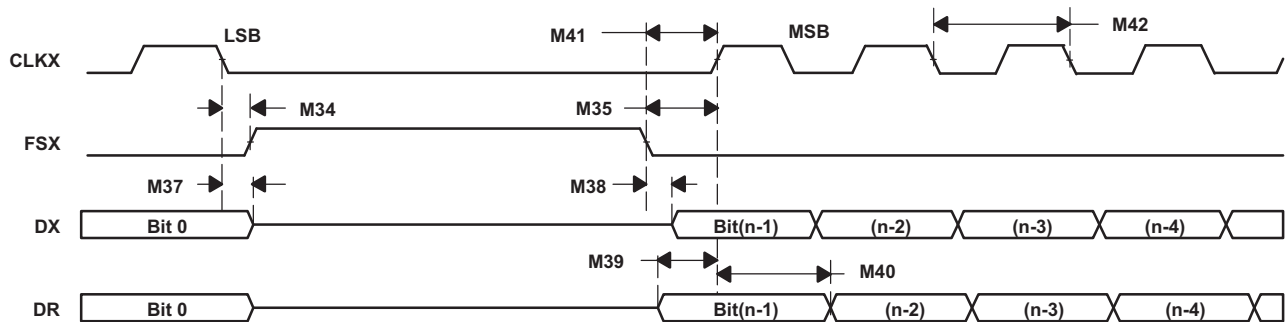 LSB M41 MSB M42
CLKX
M34 M35
FSX
M37 M38
DX Bit 0 Bit(n-1) (n-2) (n-3) (n-4)
M39 M40
DR Bit 0 Bit(n-1) (n-2) (n-3) (n-4)